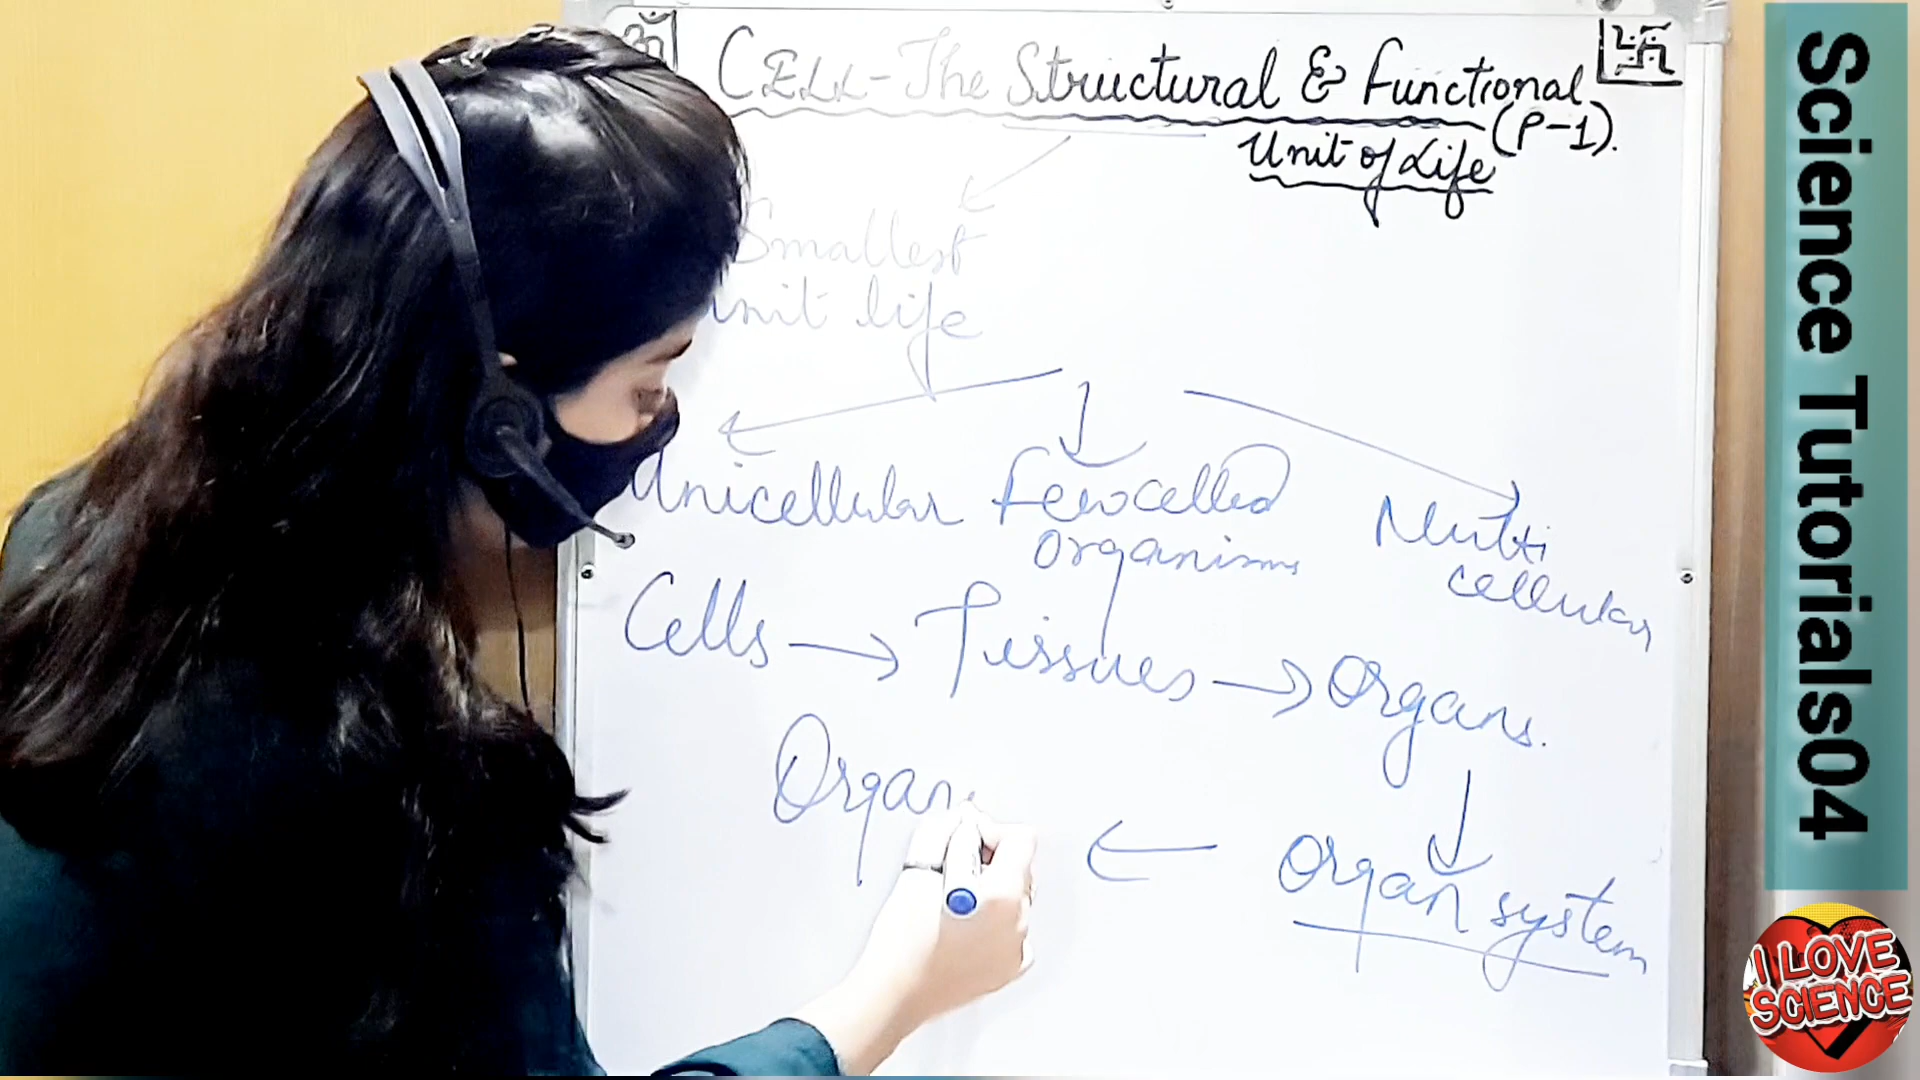 ॐ
CELL-The Structural & Functional
(P-1).
Unit of Life
Smallest
unit life
Unicellular Fewcelled Multi
organisms cellular
Cells → Tissues → Organs.
Organ ← Organ system
Science Tutorials04
I LOVE
SCIENCE